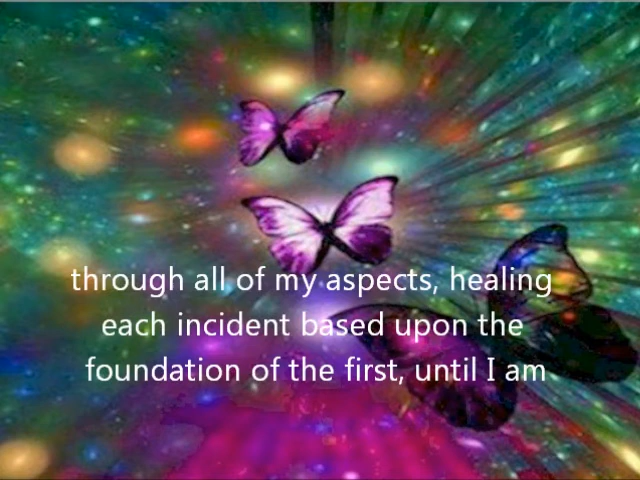 through all of my aspects, healing
each incident based upon the
foundation of the first, until I am